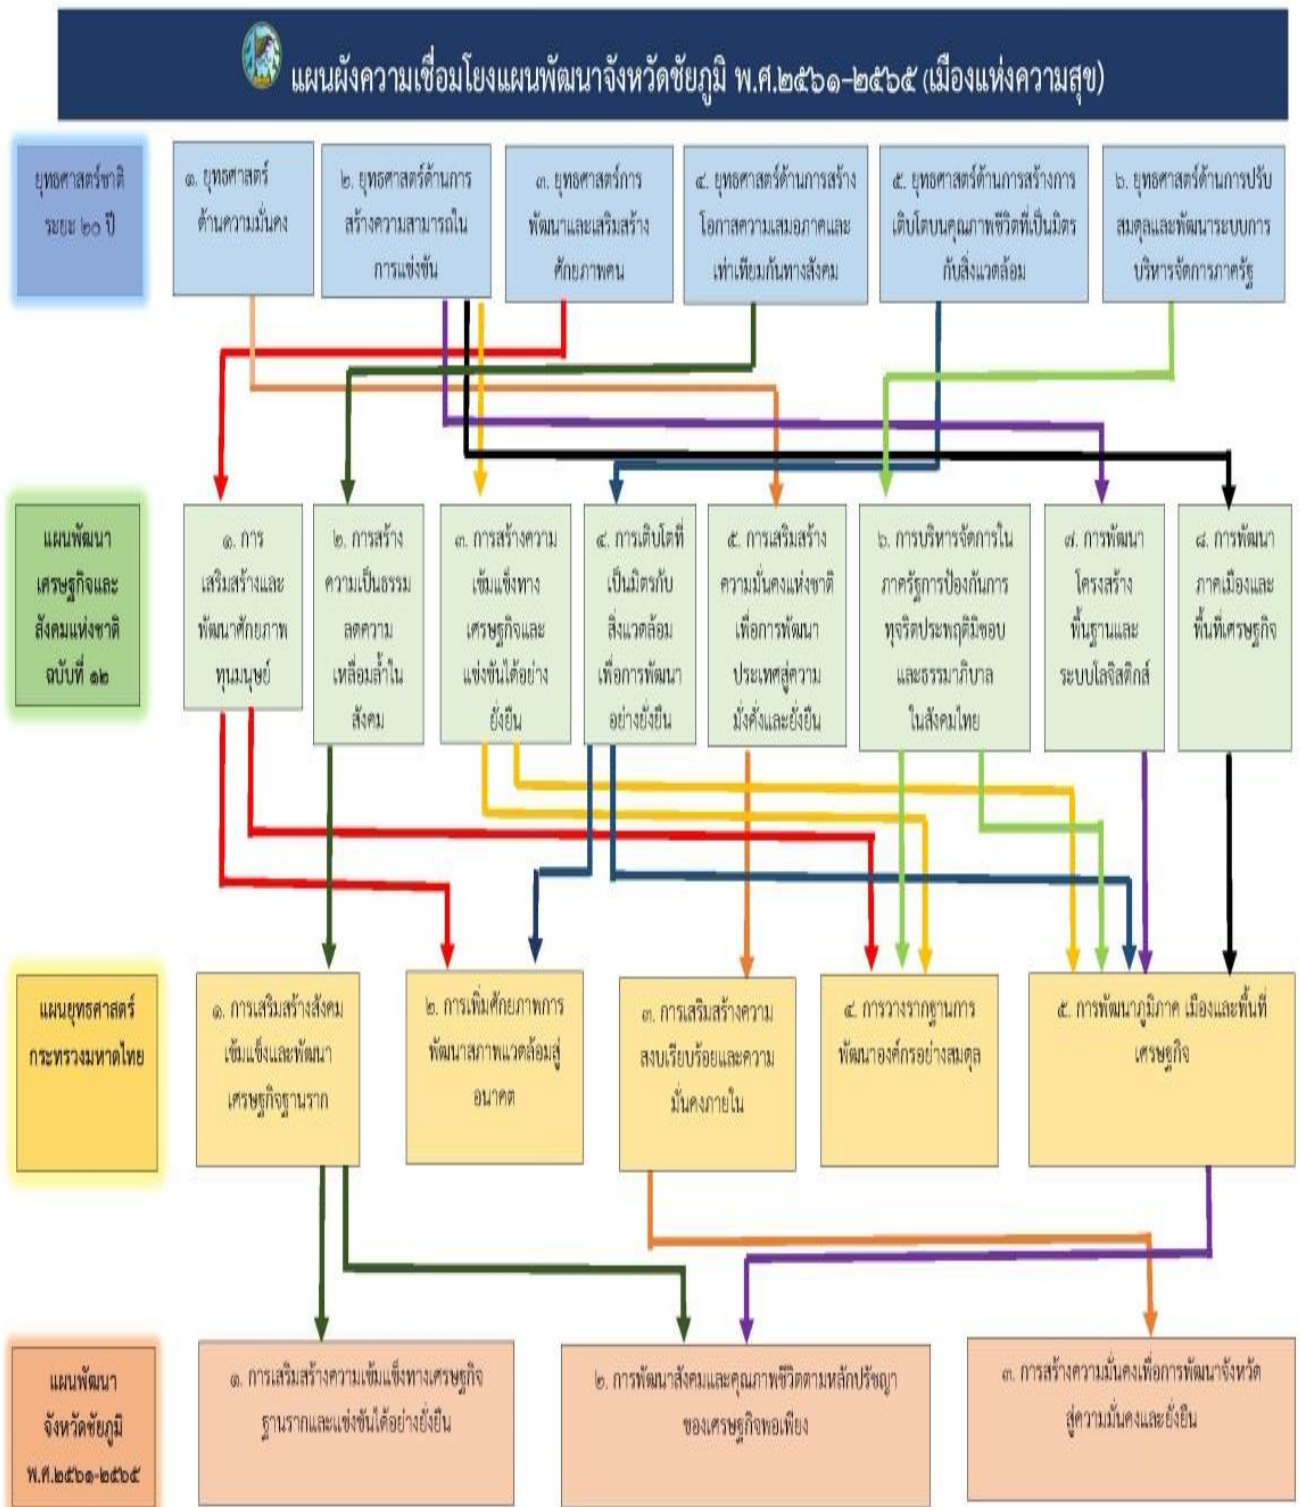 แผนผังความเชื่อมโยงแผนพัฒนาจังหวัดชัยภูมิ พ.ศ.๒๕๖๑-๒๕๖๕ (เมืองแห่งความสุข)
ยุทธศาสตร์ชาติ
ระยะ ๒๐ ปี
๑. ยุทธศาสตร์
ด้านความมั่นคง
๒. ยุทธศาสตร์ด้านการ
สร้างความสามารถใน
การแข่งขัน
๓. ยุทธศาสตร์การ
พัฒนาและเสริมสร้าง
ศักยภาพคน
๔. ยุทธศาสตร์ด้านการสร้าง
โอกาสความเสมอภาคและ
เท่าเทียมกันทางสังคม
๕. ยุทธศาสตร์ด้านการสร้างการ
เติบโตบนคุณภาพชีวิตที่เป็นมิตร
กับสิ่งแวดล้อม
๖. ยุทธศาสตร์ด้านการปรับ
สมดุลและพัฒนาระบบการ
บริหารจัดการภาครัฐ
แผนพัฒนา
เศรษฐกิจและ
สังคมแห่งชาติ
ฉบับที่ ๑๒
๑. การ
เสริมสร้างและ
พัฒนาศักยภาพ
ทุนมนุษย์
๒. การสร้าง
ความเป็นธรรม
ลดความ
เหลื่อมล้ำใน
สังคม
๓. การสร้างความ
เข้มแข็งทาง
เศรษฐกิจและ
แข่งขันได้อย่าง
ยั่งยืน
๔. การเติบโตที่
เป็นมิตรกับ
สิ่งแวดล้อม
เพื่อการพัฒนา
อย่างยั่งยืน
๕. การเสริมสร้าง
ความมั่นคงแห่งชาติ
เพื่อการพัฒนา
ประเทศสู่ความ
มั่งคั่งและยั่งยืน
๖. การบริหารจัดการใน
ภาครัฐการป้องกันการ
ทุจริตประพฤติมิชอบ
และธรรมาภิบาล
ในสังคมไทย
๗. การพัฒนา
โครงสร้าง
พื้นฐานและ
ระบบโลจิสติกส์
๘. การพัฒนา
ภาคเมืองและ
พื้นที่เศรษฐกิจ
แผนยุทธศาสตร์
กระทรวงมหาดไทย
๑. การเสริมสร้างสังคม
เข้มแข็งและพัฒนา
เศรษฐกิจฐานราก
๒. การเพิ่มศักยภาพการ
พัฒนาสภาพแวดล้อมสู่
อนาคต
๓. การเสริมสร้างความ
สงบเรียบร้อยและความ
มั่นคงภายใน
๔. การวางรากฐานการ
พัฒนาองค์กรอย่างสมดุล
๕. การพัฒนาภูมิภาค เมืองและพื้นที่
เศรษฐกิจ
แผนพัฒนา
จังหวัดชัยภูมิ
พ.ศ.๒๕๖๑-๒๕๖๕
๑. การเสริมสร้างความเข้มแข็งทางเศรษฐกิจ
ฐานรากและแข่งขันได้อย่างยั่งยืน
๒. การพัฒนาสังคมและคุณภาพชีวิตตามหลักปรัชญา
ของเศรษฐกิจพอเพียง
๓. การสร้างความมั่นคงเพื่อการพัฒนาจังหวัด
สู่ความมั่นคงและยั่งยืน